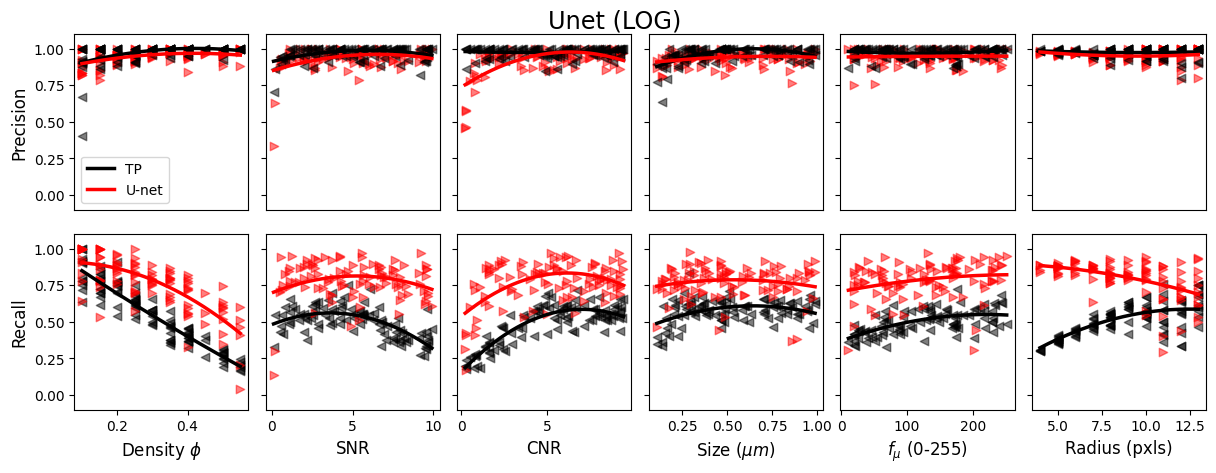 Unet (LOG)
Precision
1.00
0.75
0.50
0.25
0.00
TP
U-net
Recall
1.00
0.75
0.50
0.25
0.00
0.2 0.4
0 5 10
0 5
0.25 0.50 0.75 1.00
0 100 200
5.0 7.5 10.0 12.5
Density ϕ
SNR
CNR
Size (μm)
f_μ (0-255)
Radius (pxls)